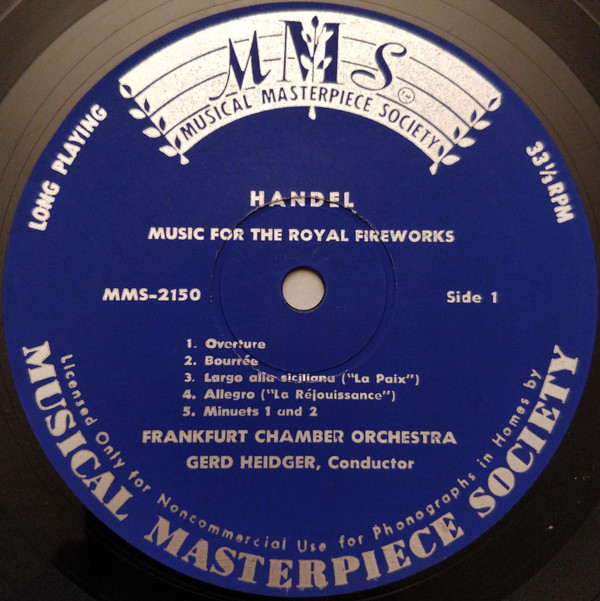 MMS
MUSICAL MASTERPIECE SOCIETY
LONG PLAYING
33⅓ RPM
HANDEL
MUSIC FOR THE ROYAL FIREWORKS
MMS-2150
Side 1
1. Overture
2. Bourrée
3. Largo alla siciliana ("La Paix")
4. Allegro ("La Réjouissance")
5. Minuets 1 and 2
FRANKFURT CHAMBER ORCHESTRA
GERD HEIDGER, Conductor
Licensed Only for Noncommercial Use for Phonographs in Homes by
MUSICAL MASTERPIECE SOCIETY